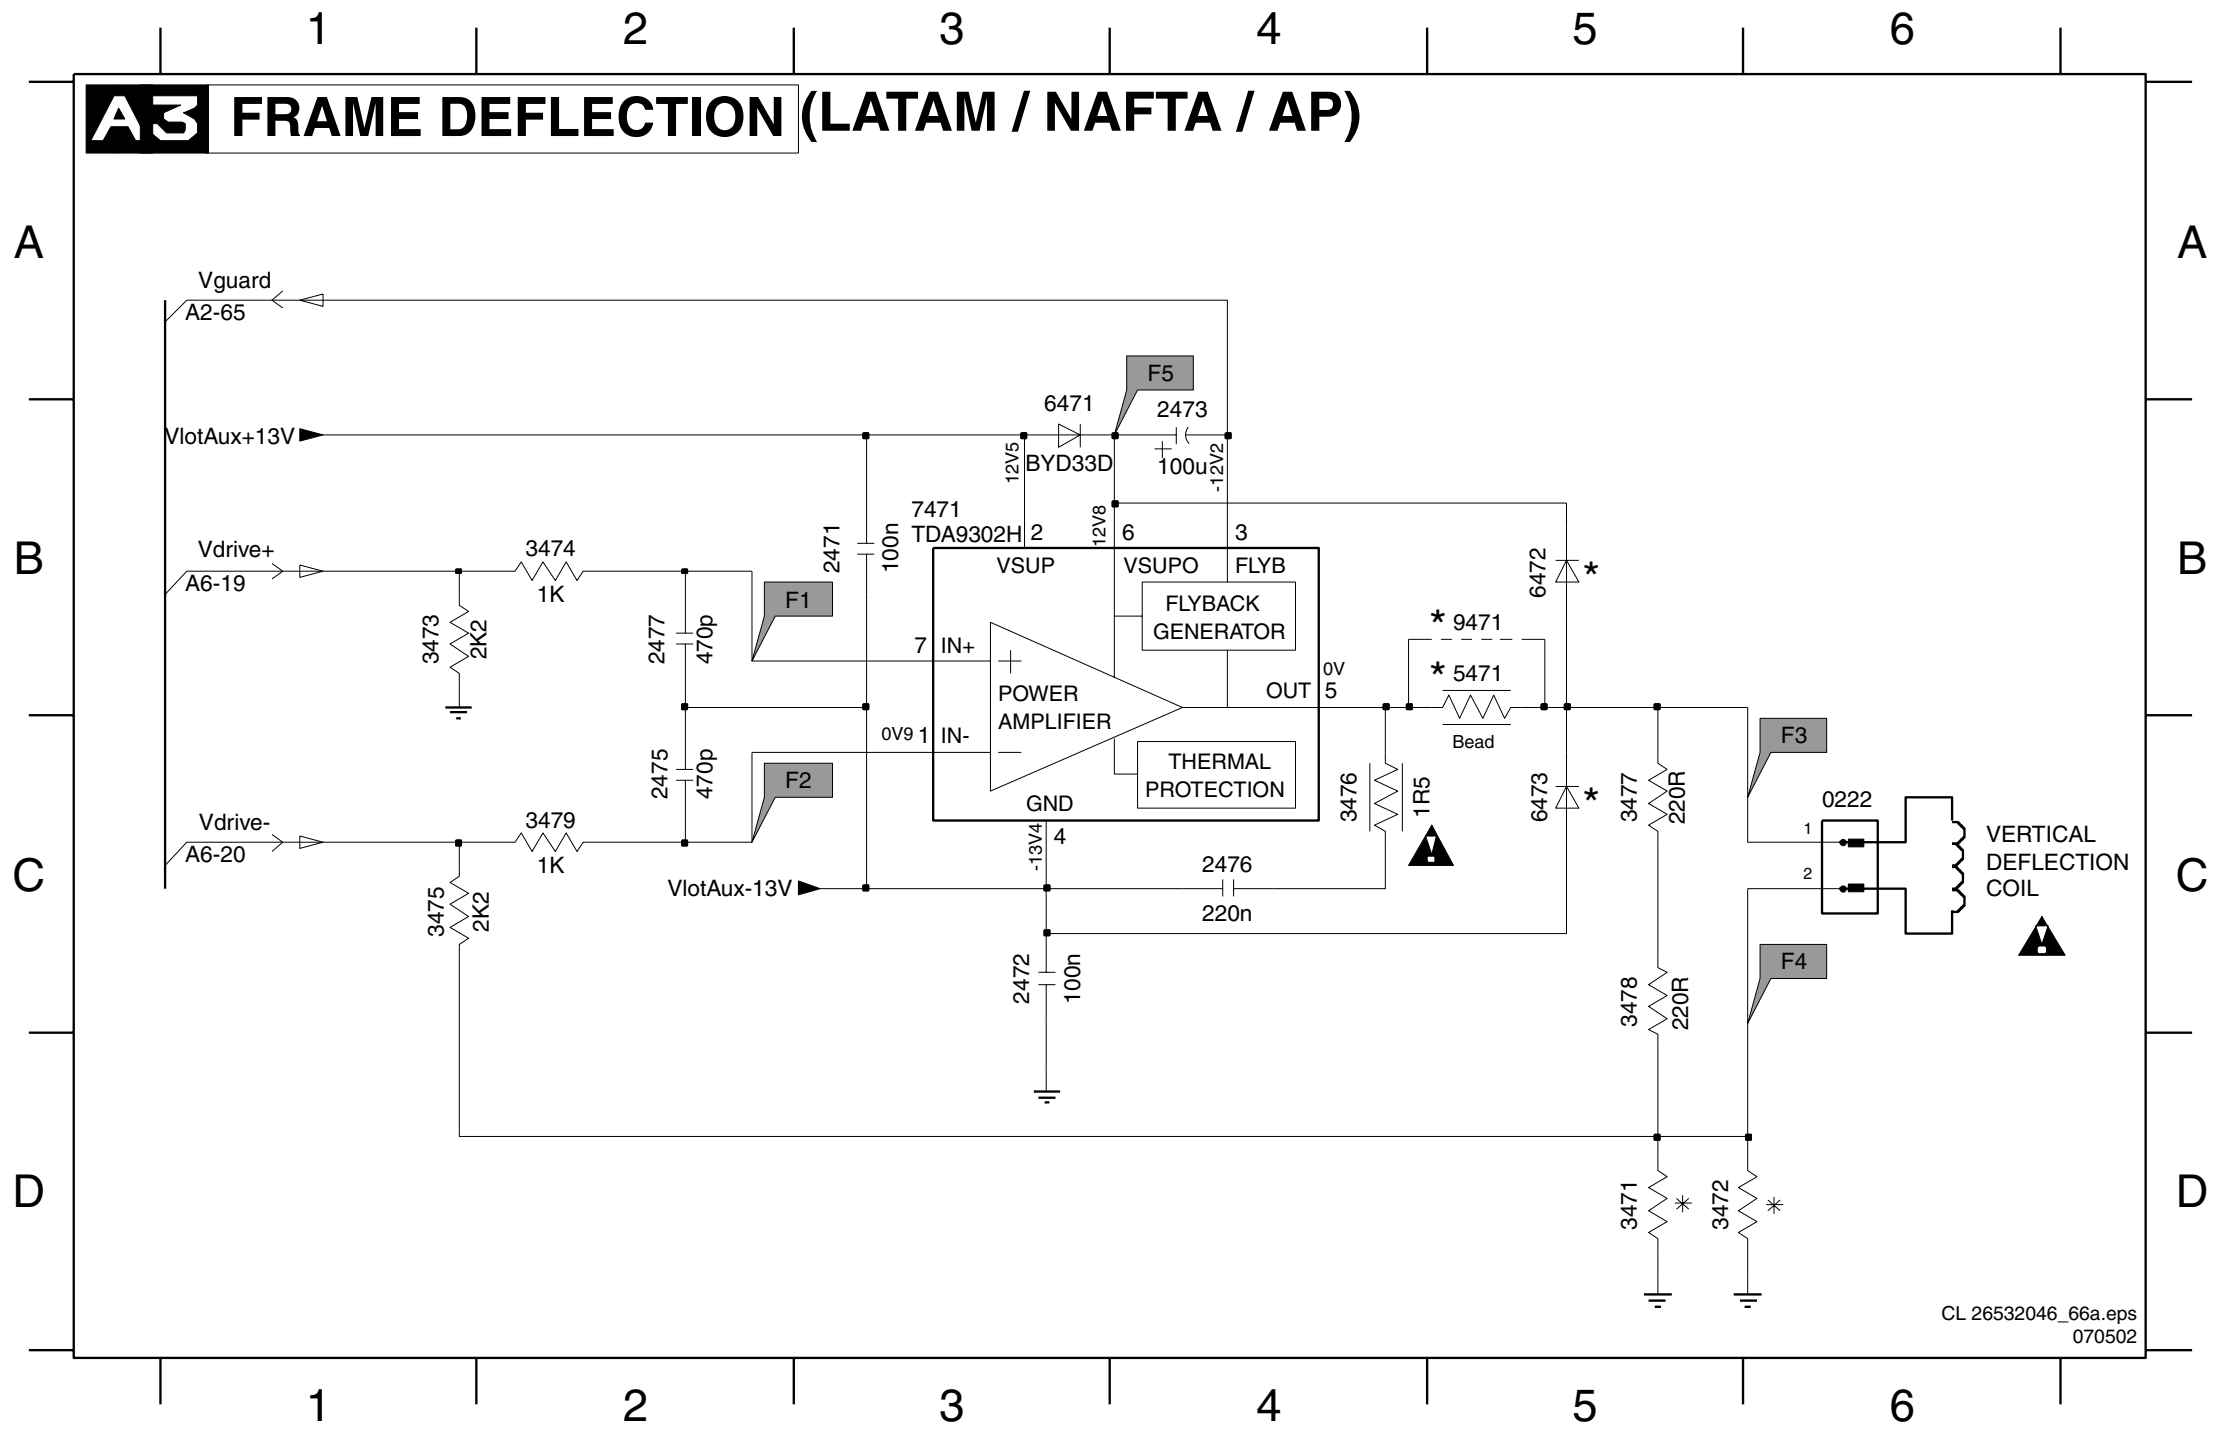 1 2 3 4 5 6
A3 FRAME DEFLECTION (LATAM / NAFTA / AP)
A A
Vguard
A2-65
F5
6471 2473
VlotAux+13V
12V5 BYD33D 100u -12V2
7471
TDA9302H 2 12V8 6 3
2471 100n
B B
Vdrive+
A6-19
3474
1K
VSUP VSUPO FLYB
6472 *
F1
FLYBACK
GENERATOR
3473 2K2
2477 470p
* 9471
7 IN+
0V
* 5471
OUT 5
POWER
AMPLIFIER
0V9 1 IN-
Bead
F3
2475 470p
F2
THERMAL
PROTECTION
3476 1R5
6473 *
3477 220R
GND
0222
Vdrive-
A6-20
3479
1K
-13V4 4
1
2
VERTICAL
DEFLECTION
COIL
C C
VlotAux-13V
2476
220n
3475 2K2
2472 100n
F4
3478 220R
D D
3471 *
3472 *
CL 26532046_66a.eps
070502
1 2 3 4 5 6